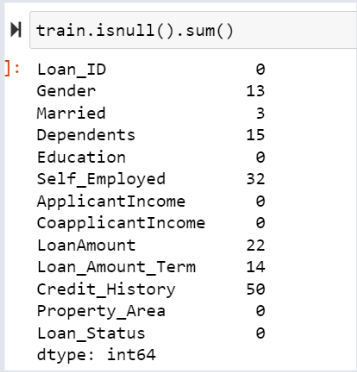 train.isnull().sum()
]: Loan_ID 0
Gender 13
Married 3
Dependents 15
Education 0
Self_Employed 32
ApplicantIncome 0
CoapplicantIncome 0
LoanAmount 22
Loan_Amount_Term 14
Credit_History 50
Property_Area 0
Loan_Status 0
dtype: int64